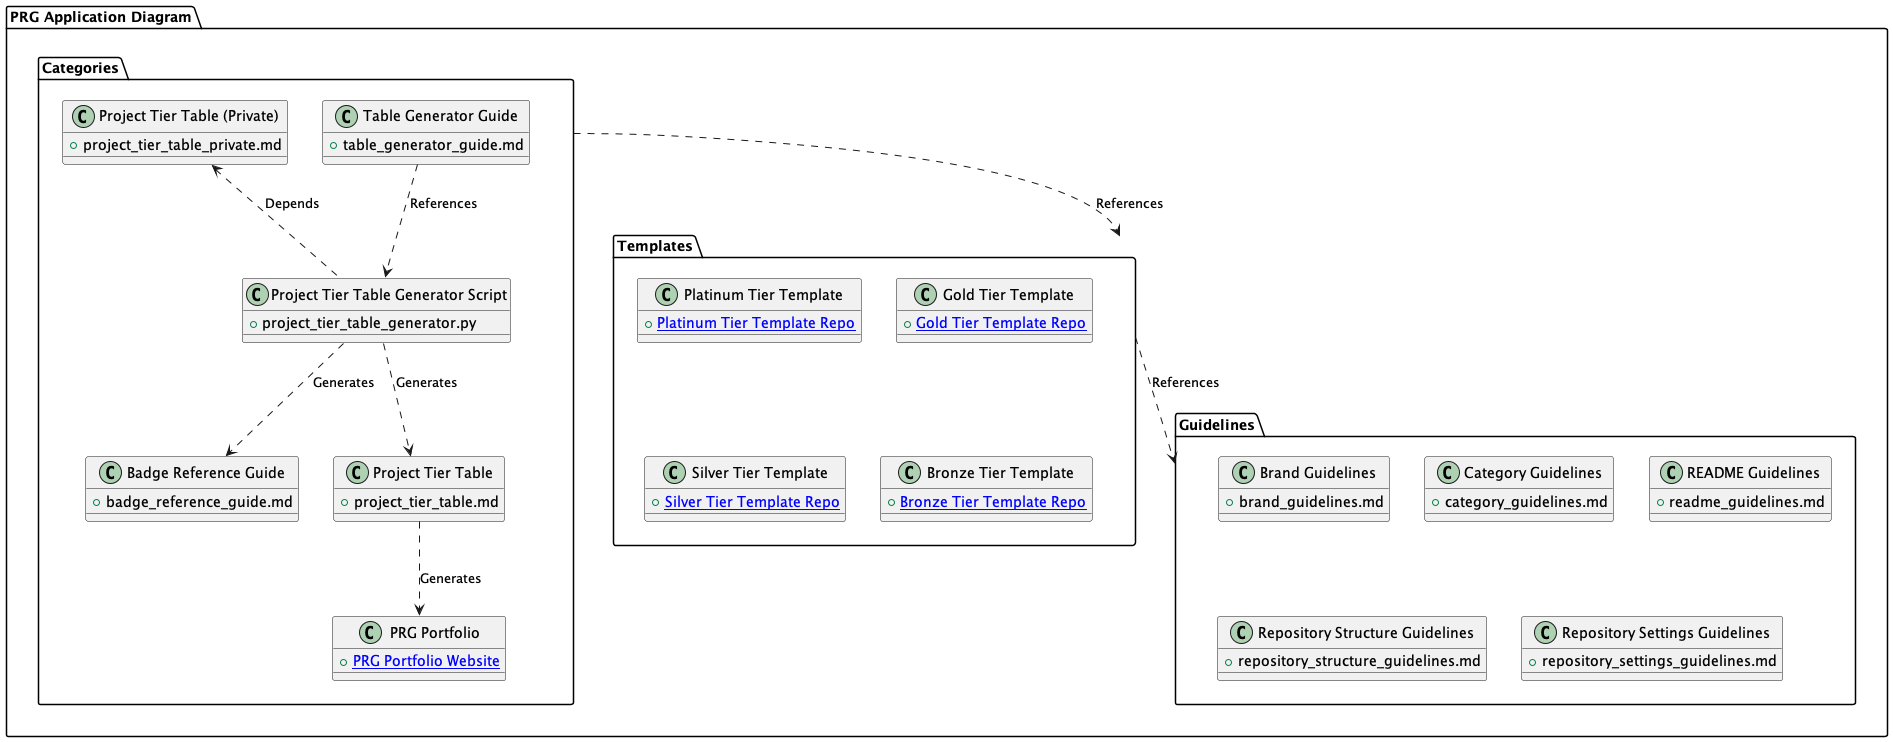 PRG Application Diagram
Categories
C Project Tier Table (Private)
project_tier_table_private.md
C Table Generator Guide
table_generator_guide.md
Depends
References
References
C Project Tier Table Generator Script
project_tier_table_generator.py
Generates
Generates
C Badge Reference Guide
badge_reference_guide.md
C Project Tier Table
project_tier_table.md
Generates
C PRG Portfolio
PRG Portfolio Website
Templates
C Platinum Tier Template
Platinum Tier Template Repo
C Gold Tier Template
Gold Tier Template Repo
C Silver Tier Template
Silver Tier Template Repo
C Bronze Tier Template
Bronze Tier Template Repo
References
Guidelines
C Brand Guidelines
brand_guidelines.md
C Category Guidelines
category_guidelines.md
C README Guidelines
readme_guidelines.md
C Repository Structure Guidelines
repository_structure_guidelines.md
C Repository Settings Guidelines
repository_settings_guidelines.md